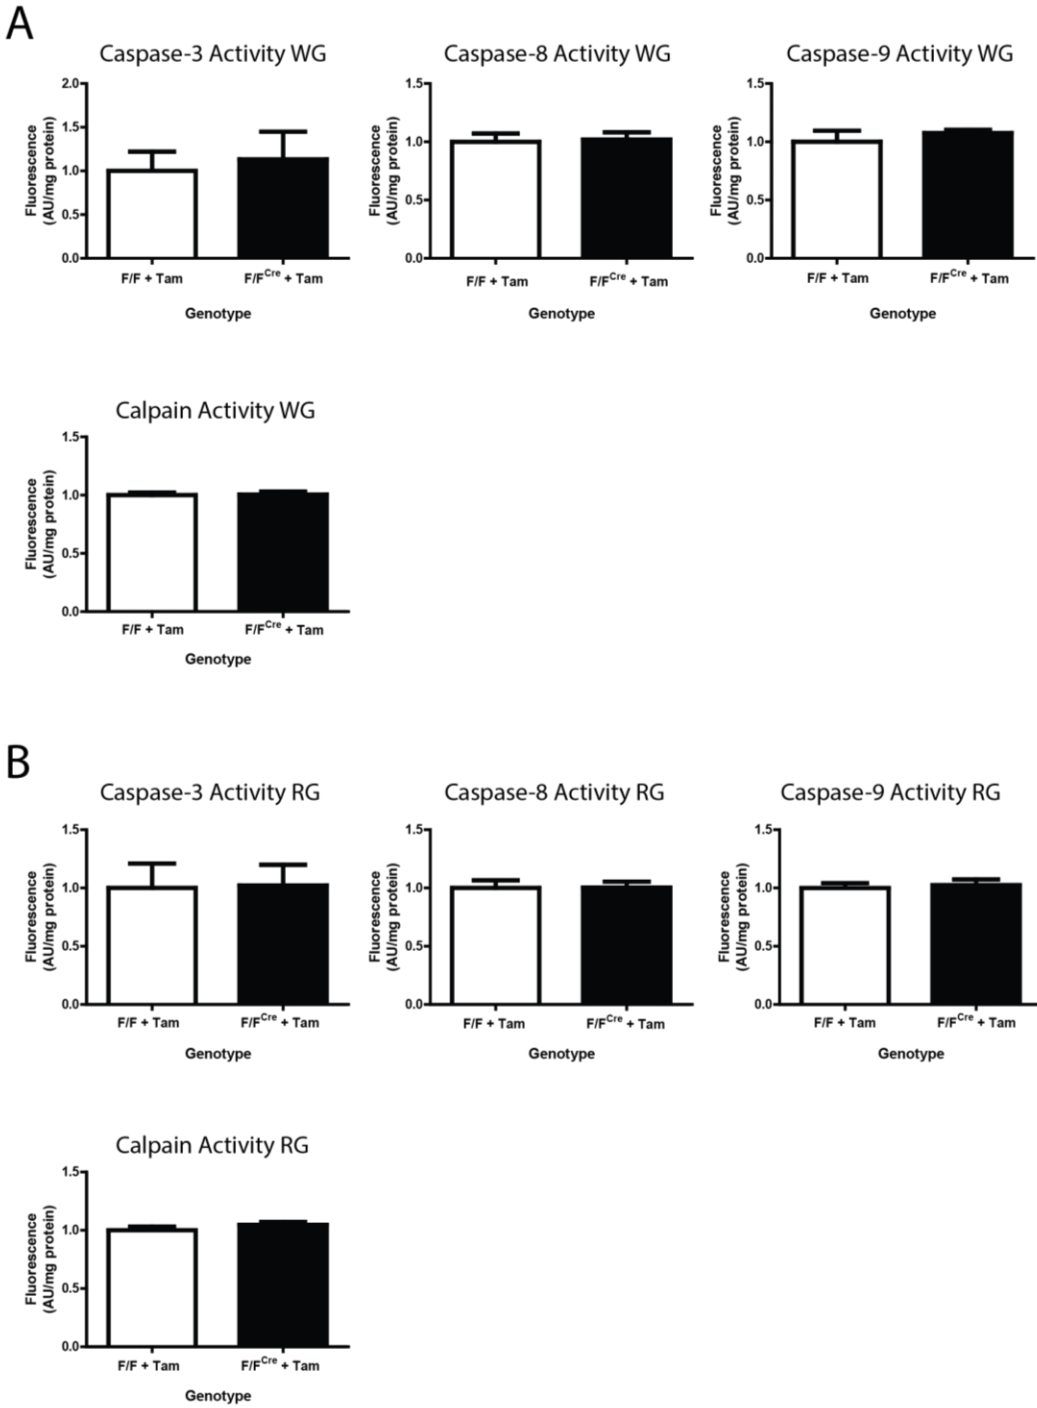 A
Caspase-3 Activity WG
Fluorescence
(AU/mg protein)
2.0
1.5
1.0
0.5
0.0
F/F + Tam
F/FCre + Tam
Genotype
Caspase-8 Activity WG
Fluorescence
(AU/mg protein)
1.5
1.0
0.5
0.0
F/F + Tam
F/FCre + Tam
Genotype
Caspase-9 Activity WG
Fluorescence
(AU/mg protein)
1.5
1.0
0.5
0.0
F/F + Tam
F/FCre + Tam
Genotype
Calpain Activity WG
Fluorescence
(AU/mg protein)
1.5
1.0
0.5
0.0
F/F + Tam
F/FCre + Tam
Genotype
B
Caspase-3 Activity RG
Fluorescence
(AU/mg protein)
1.5
1.0
0.5
0.0
F/F + Tam
F/FCre + Tam
Genotype
Caspase-8 Activity RG
Fluorescence
(AU/mg protein)
1.5
1.0
0.5
0.0
F/F + Tam
F/FCre + Tam
Genotype
Caspase-9 Activity RG
Fluorescence
(AU/mg protein)
1.5
1.0
0.5
0.0
F/F + Tam
F/FCre + Tam
Genotype
Calpain Activity RG
Fluorescence
(AU/mg protein)
1.5
1.0
0.5
0.0
F/F + Tam
F/FCre + Tam
Genotype